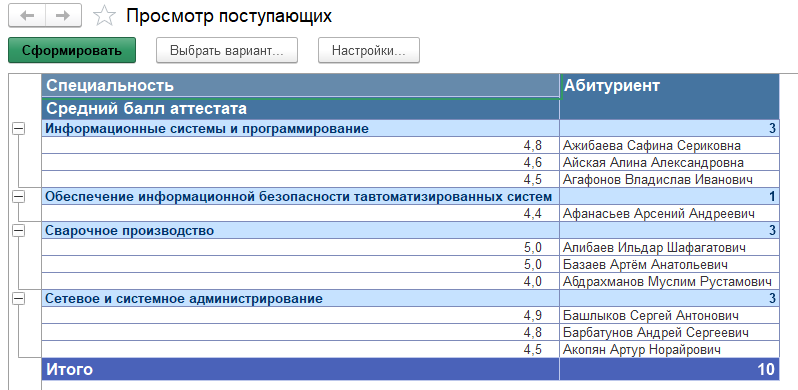 Просмотр поступающих
Сформировать Выбрать вариант... Настройки...
Специальность Абитуриент
Средний балл аттестата
Информационные системы и программирование 3
4,8 Ажибаева Сафина Сериковна
4,6 Айская Алина Александровна
4,5 Агафонов Владислав Иванович
Обеспечение информационной безопасности тавтоматизированных систем 1
4,4 Афанасьев Арсений Андреевич
Сварочное производство 3
5,0 Алибаев Ильдар Шафагатович
5,0 Базаев Артём Анатольевич
4,0 Абдрахманов Муслим Рустамович
Сетевое и системное администрирование 3
4,9 Башлыков Сергей Антонович
4,8 Барбатунов Андрей Сергеевич
4,5 Акопян Артур Норайрович
Итого 10